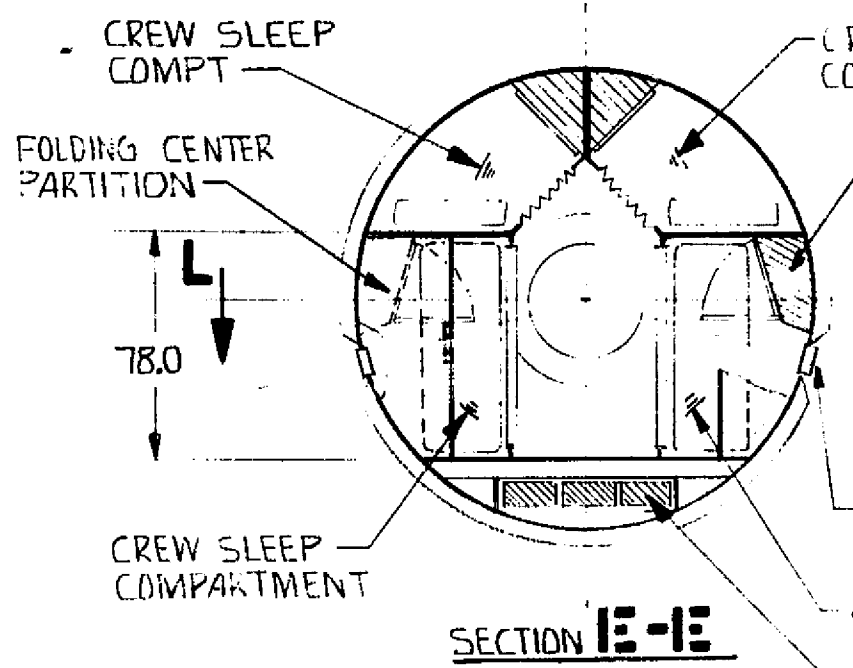 CREW SLEEP
COMPT
FOLDING CENTER
PARTITION
L
78.0
CREW SLEEP
COMPARTMENT
SECTION E-E